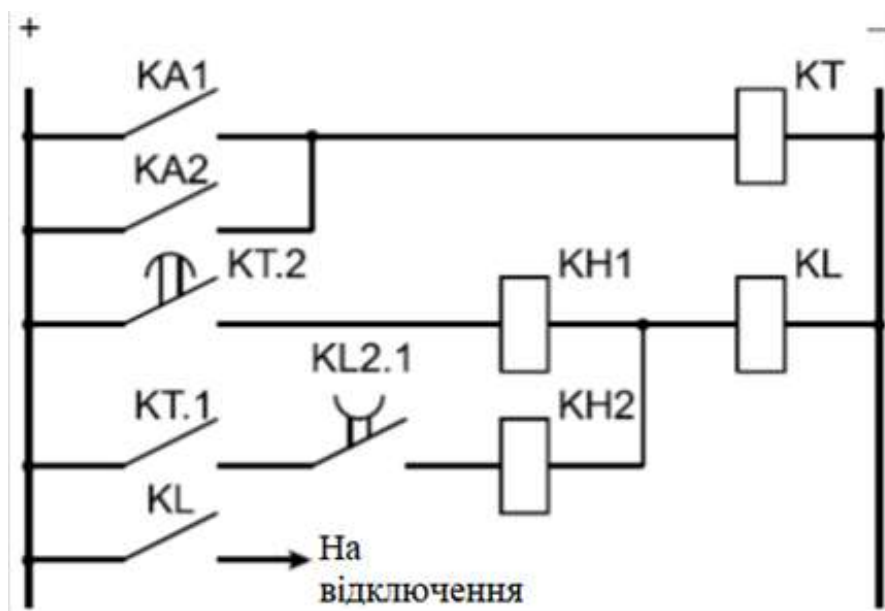 + –
KA1 KT
KA2
KT.2 KH1 KL
KL2.1
KT.1 KH2
KL
На
відключення